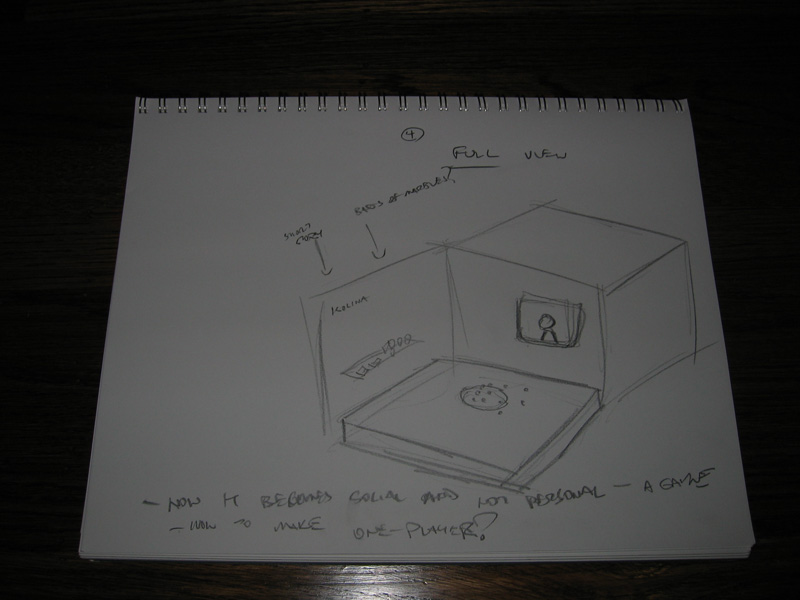 4
FULL VIEW
BAGS OF MARBLES!
SHORT
STORY
KOLIHA
- NOW IT BECOMES SOCIAL AND NOT PERSONAL - A GAME
- HOW TO MAKE ONE-PLAYER?